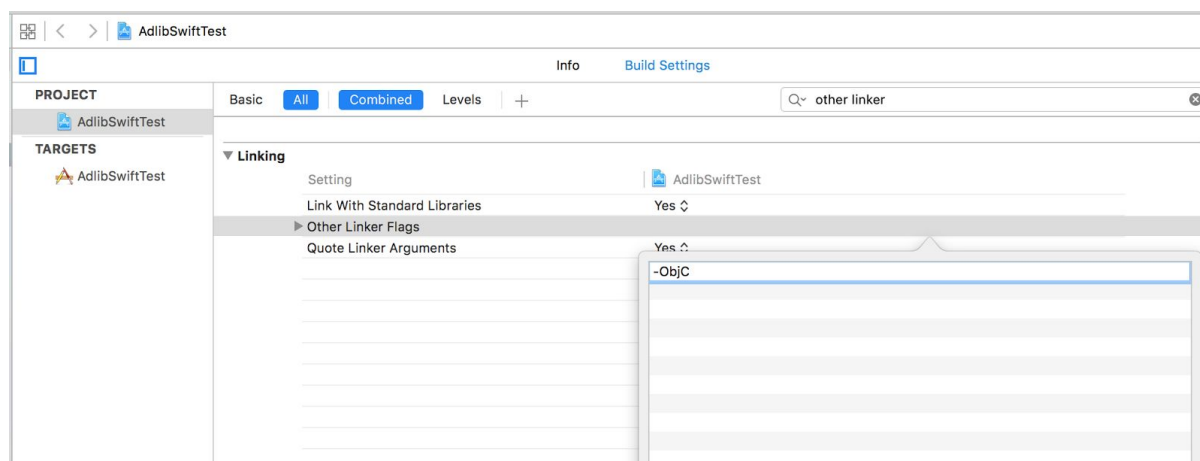 AdlibSwiftTest
Info Build Settings
PROJECT
AdlibSwiftTest
TARGETS
AdlibSwiftTest
Basic All Combined Levels + other linker
Linking
Setting AdlibSwiftTest
Link With Standard Libraries Yes
Other Linker Flags
Quote Linker Arguments Yes
-ObjC